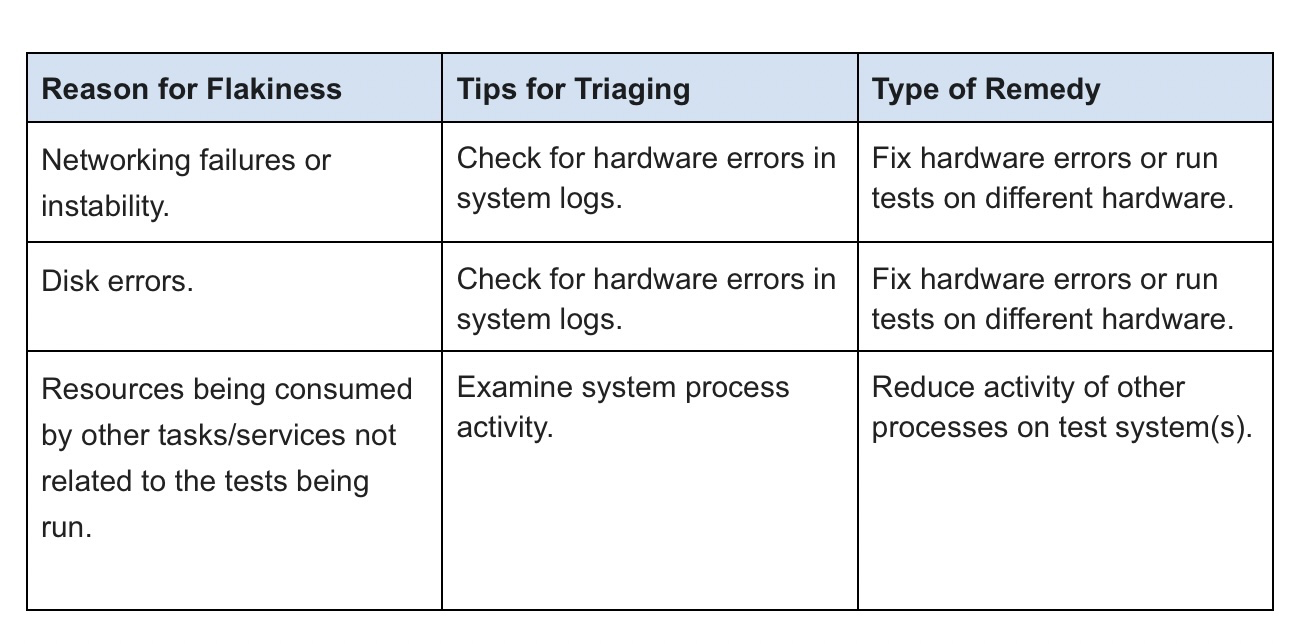 Reason for Flakiness
Tips for Triaging
Type of Remedy
Networking failures or
instability.
Check for hardware errors in
system logs.
Fix hardware errors or run
tests on different hardware.
Disk errors.
Check for hardware errors in
system logs.
Fix hardware errors or run
tests on different hardware.
Resources being consumed
by other tasks/services not
related to the tests being
run.
Examine system process
activity.
Reduce activity of other
processes on test system(s).